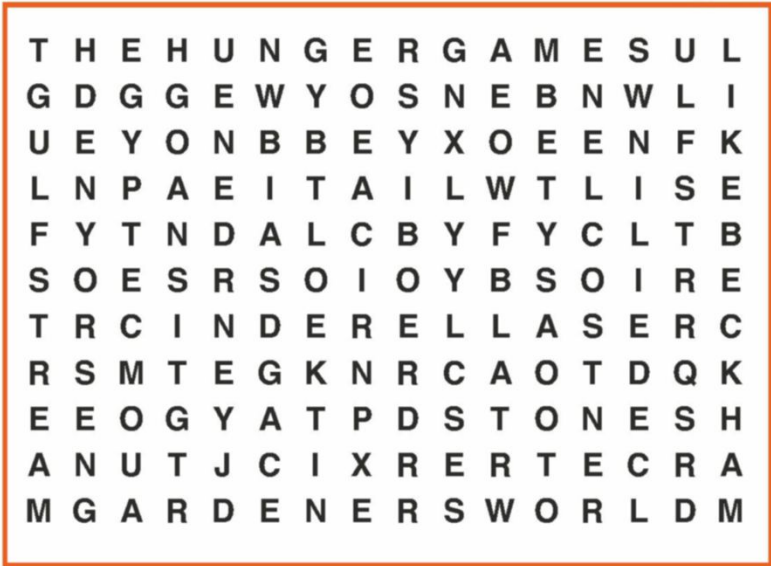 T H E H U N G E R G A M E S U L
G D G G E W Y O S N E B N W L I
U E Y O N B B E Y X O E E N F K
L N P A E I T A I L W T L I S E
F Y T N D A L C B Y F Y C L T B
S O E S R S O I O Y B S O I R E
T R C I N D E R E L L A S E R C
R S M T E G K N R C A O T D Q K
E E O G Y A T P D S T O N E S H
A N U T J C I X R E R T E C R A
M G A R D E N E R S W O R L D M